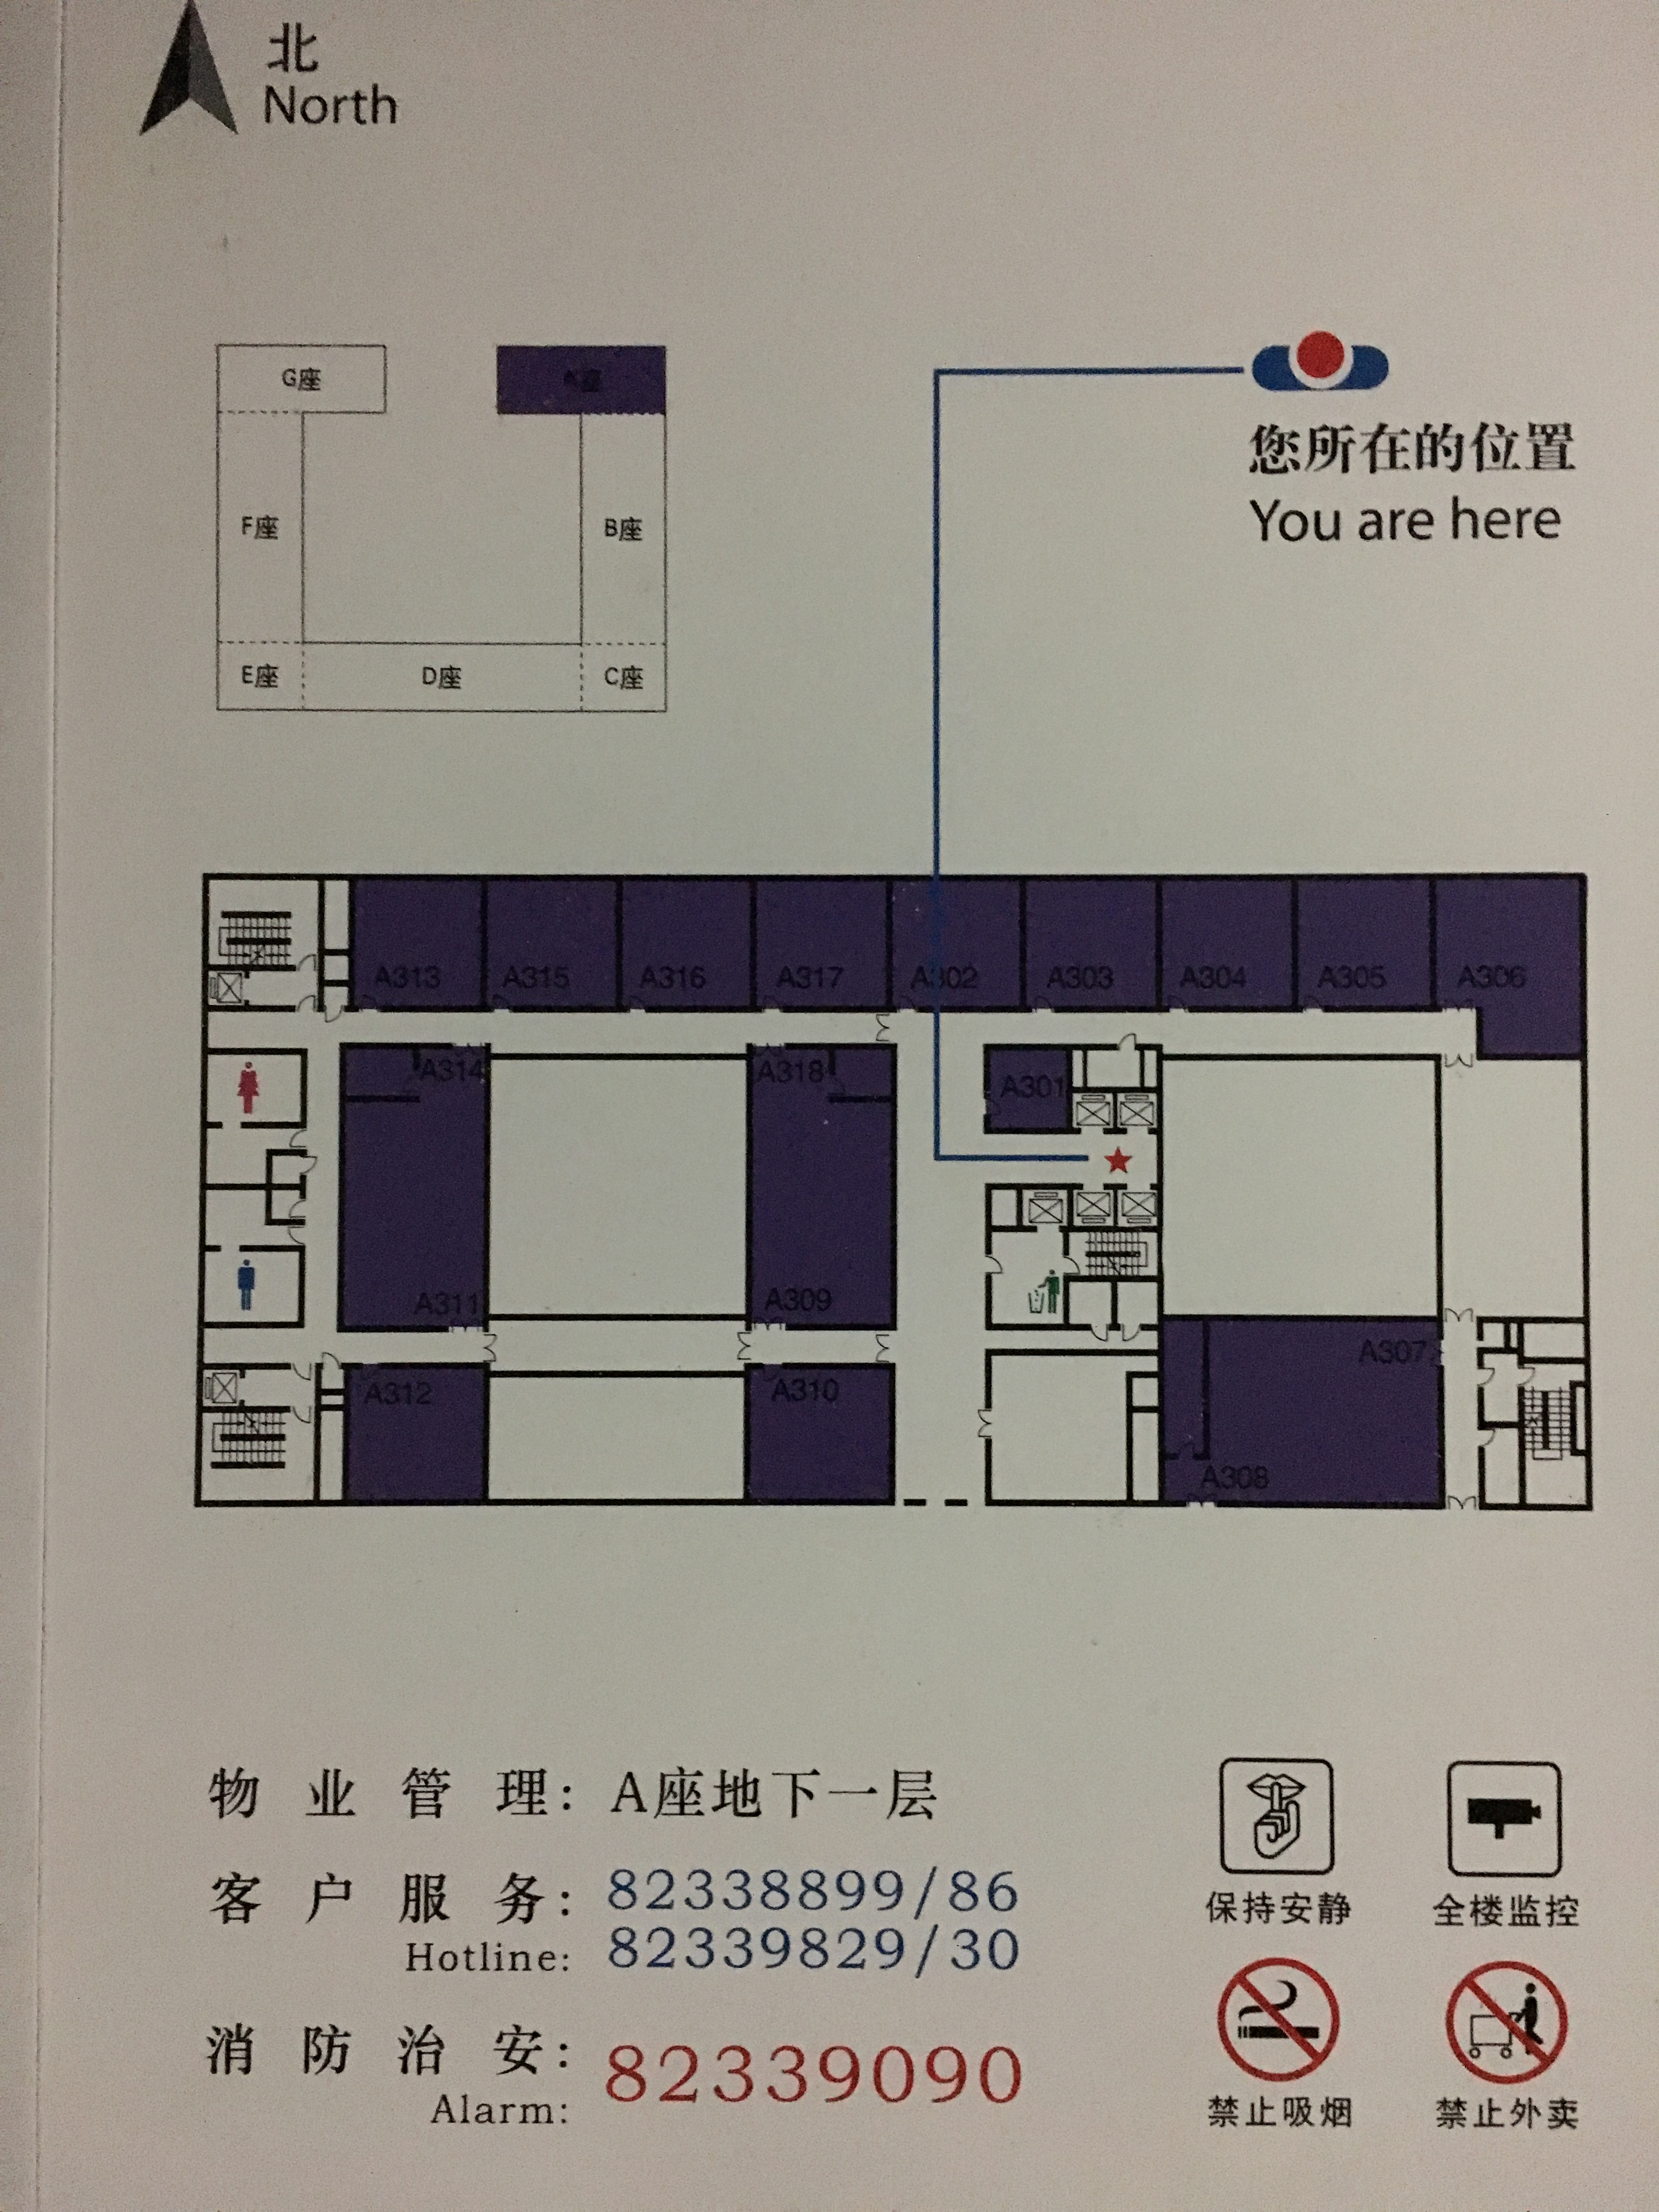 北
North
G座
A座
您所在的位置
You are here
F座
B座
E座
D座
C座
A313
A315
A316
A317
A302
A303
A304
A305
A306
A314
A318
A301
A311
A309
A307
A312
A310
A308
物业管理：A座地下一层
客户服务：82338899/86
Hotline: 82339829/30
消防治安：82339090
Alarm:
保持安静
全楼监控
禁止吸烟
禁止外卖